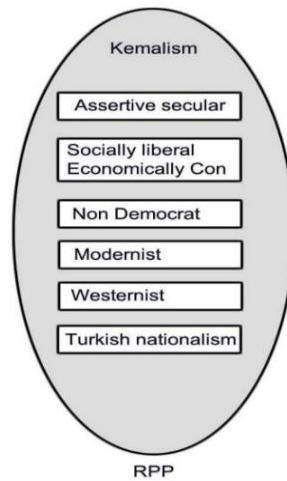 Kemalism
Assertive secular
Socially liberal
Economically Con
Non Democrat
Modernist
Westernist
Turkish nationalism
RPP